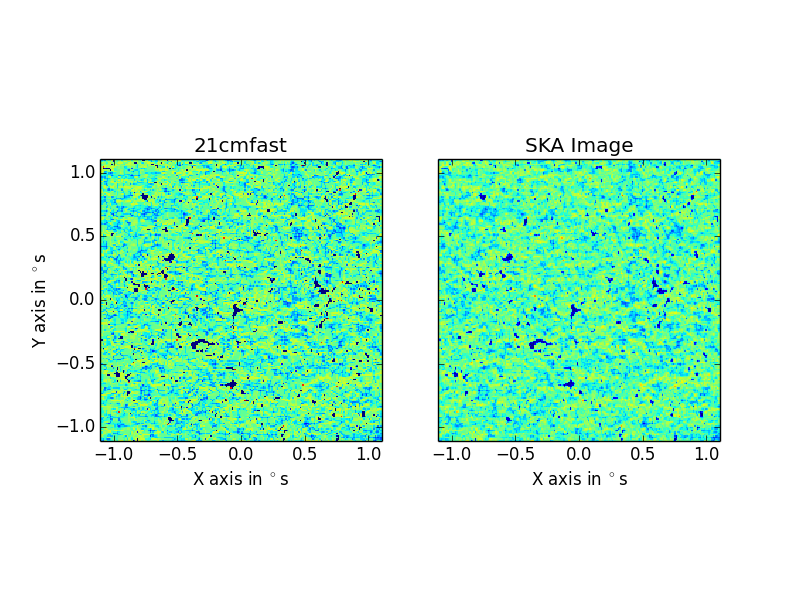 21cmfast
SKA Image
1.0
0.5
0.0
−0.5
−1.0
Y axis in °s
−1.0 −0.5 0.0 0.5 1.0
−1.0 −0.5 0.0 0.5 1.0
X axis in °s
X axis in °s